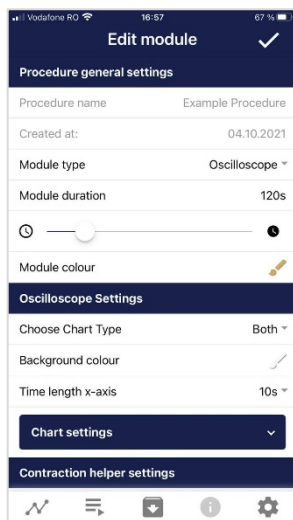 Vodafone RO 16:57 67 %
Edit module
Procedure general settings
Procedure name Example Procedure
Created at: 04.10.2021
Module type Oscilloscope
Module duration 120s
Module colour
Oscilloscope Settings
Choose Chart Type Both
Background colour
Time length x-axis 10s
Chart settings
Contraction helper settings